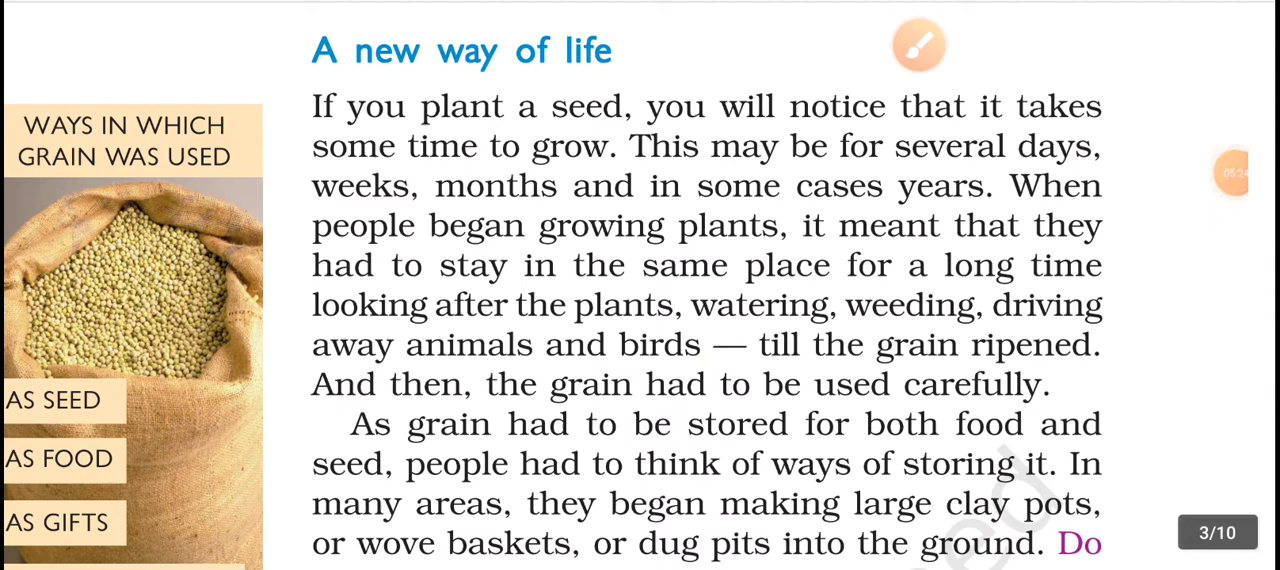 A new way of life
WAYS IN WHICH
GRAIN WAS USED
AS SEED
AS FOOD
AS GIFTS
If you plant a seed, you will notice that it takes
some time to grow. This may be for several days,
weeks, months and in some cases years. When
people began growing plants, it meant that they
had to stay in the same place for a long time
looking after the plants, watering, weeding, driving
away animals and birds — till the grain ripened.
And then, the grain had to be used carefully.
As grain had to be stored for both food and
seed, people had to think of ways of storing it. In
many areas, they began making large clay pots,
or wove baskets, or dug pits into the ground. Do
05:24
3/10